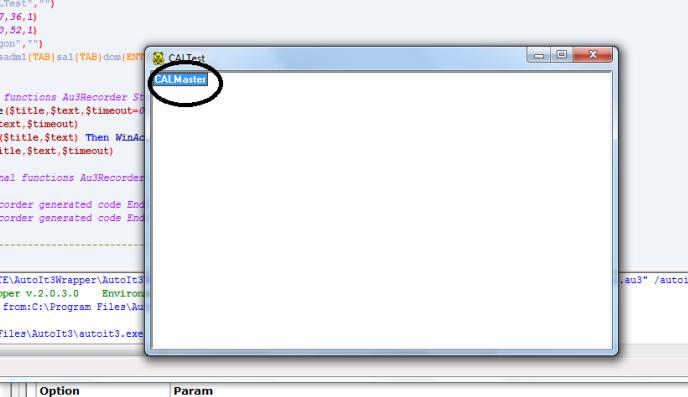 LTest","")
7,36,1)
0,52,1)
gon","")
sadm1{TAB}sa1{TAB}dom{ENT
CALTest
CALMaster
functions Au3Recorder St
e($title,$text,$timeout=0
text,$timeout)
($title,$text) Then WinAc
itle,$text,$timeout)
nal functions Au3Recorder
corder generated code End
corder generated code End
TE\AutoIt3Wrapper\AutoIt3
.au3" /autoi
pper v.2.0.3.0 Environ
from:C:\Program Files\Au
Files\AutoIt3\autoit3.exe
Option Param